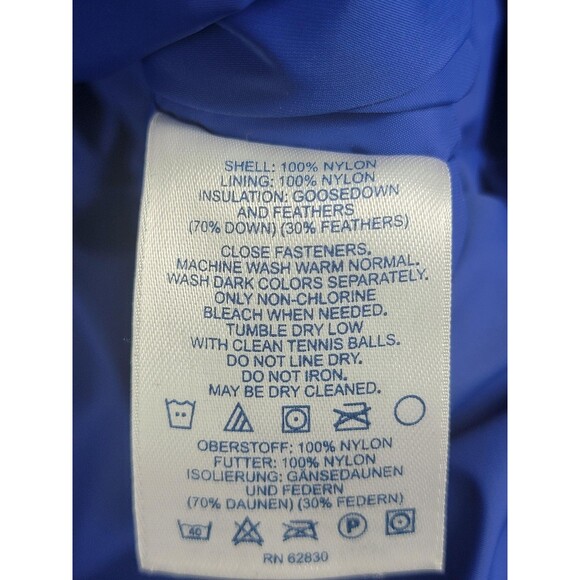 SHELL: 100% NYLON
LINING: 100% NYLON
INSULATION: GOOSEDOWN
AND FEATHERS
(70% DOWN) (30% FEATHERS)
CLOSE FASTENERS.
MACHINE WASH WARM NORMAL.
WASH DARK COLORS SEPARATELY.
ONLY NON-CHLORINE
BLEACH WHEN NEEDED.
TUMBLE DRY LOW
WITH CLEAN TENNIS BALLS.
DO NOT LINE DRY.
DO NOT IRON.
MAY BE DRY CLEANED.
OBERSTOFF: 100% NYLON
FUTTER: 100% NYLON
ISOLIERUNG: GÄNSEDAUNEN
UND FEDERN
(70% DAUNEN) (30% FEDERN)
40 P
RN 62830